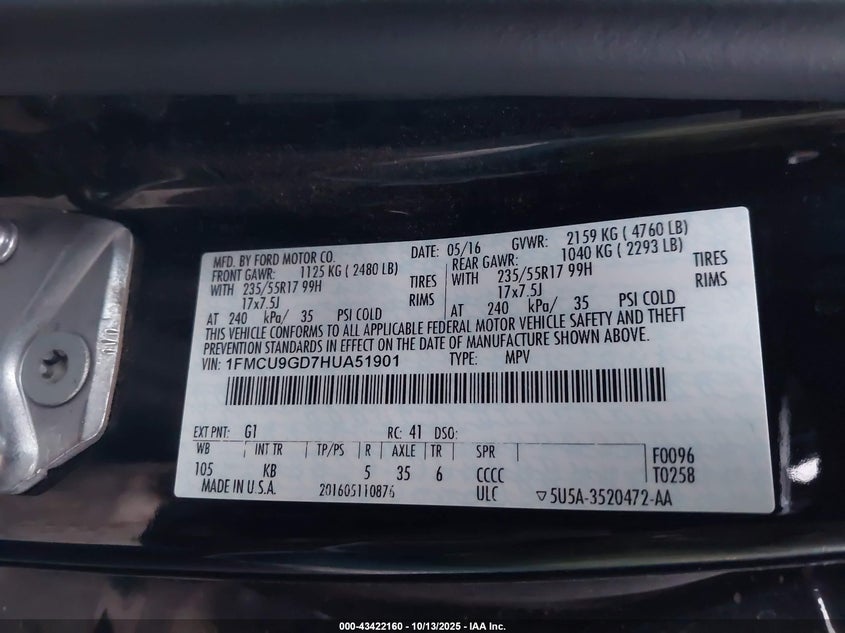 MFD. BY FORD MOTOR CO. DATE: 05/16 GVWR: 2159 KG ( 4760 LB)
FRONT GAWR: 1125 KG ( 2480 LB) REAR GAWR: 1040 KG ( 2293 LB)
WITH 235/55R17 99H TIRES WITH 235/55R17 99H TIRES
17x7.5J RIMS 17x7.5J RIMS
AT 240 kPa/ 35 PSI COLD AT 240 kPa/ 35 PSI COLD
THIS VEHICLE CONFORMS TO ALL APPLICABLE FEDERAL MOTOR VEHICLE SAFETY AND THEFT
PREVENTION STANDARDS IN EFFECT ON THE DATE OF MANUFACTURE SHOWN ABOVE.
VIN: 1FMCU9GD7HUA51901 TYPE: MPV
EXT PNT: G1 RC: 41 DSO:
WB INT TR TP/PS R AXLE TR SPR F0096
105 KB 5 35 6 CCCC T0258
MADE IN U.S.A. 201605110876 ULC ▽5U5A-3520472-AA
000-43422160 - 10/13/2025 - IAA Inc.